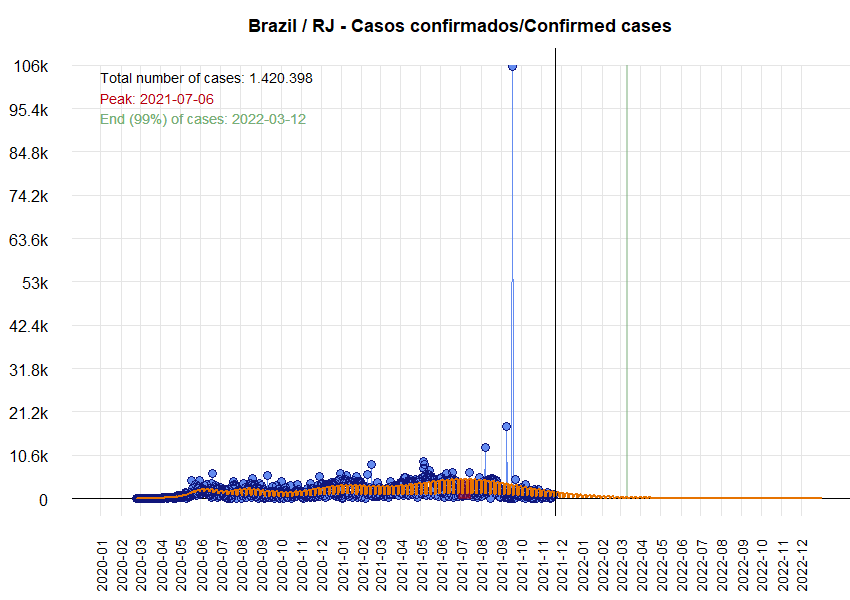 Brazil / RJ - Casos confirmados/Confirmed cases
106k
Total number of cases: 1.420.398
Peak: 2021-07-06
95.4k
End (99%) of cases: 2022-03-12
84.8k
74.2k
63.6k
53k
42.4k
31.8k
21.2k
10.6k
0
2020-01
2020-02
2020-03
2020-04
2020-05
2020-06
2020-07
2020-08
2020-09
2020-10
2020-11
2020-12
2021-01
2021-02
2021-03
2021-04
2021-05
2021-06
2021-07
2021-08
2021-09
2021-10
2021-11
2021-12
2022-01
2022-02
2022-03
2022-04
2022-05
2022-06
2022-07
2022-08
2022-09
2022-10
2022-11
2022-12